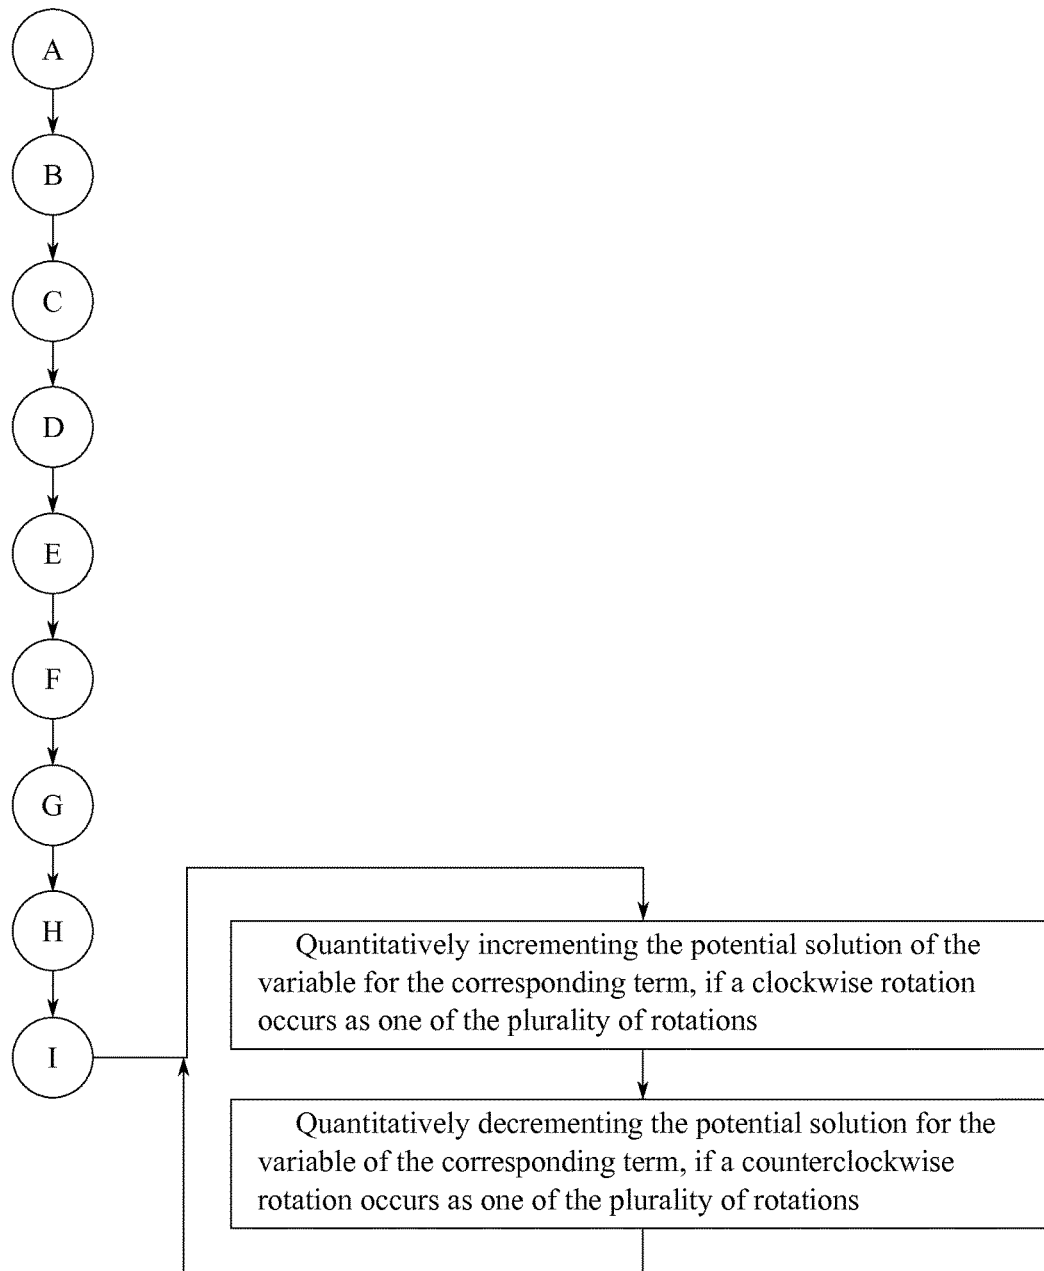 A
B
C
D
E
F
G
H
I
Quantitatively incrementing the potential solution of the
variable for the corresponding term, if a clockwise rotation
occurs as one of the plurality of rotations
Quantitatively decrementing the potential solution for the
variable of the corresponding term, if a counterclockwise
rotation occurs as one of the plurality of rotations